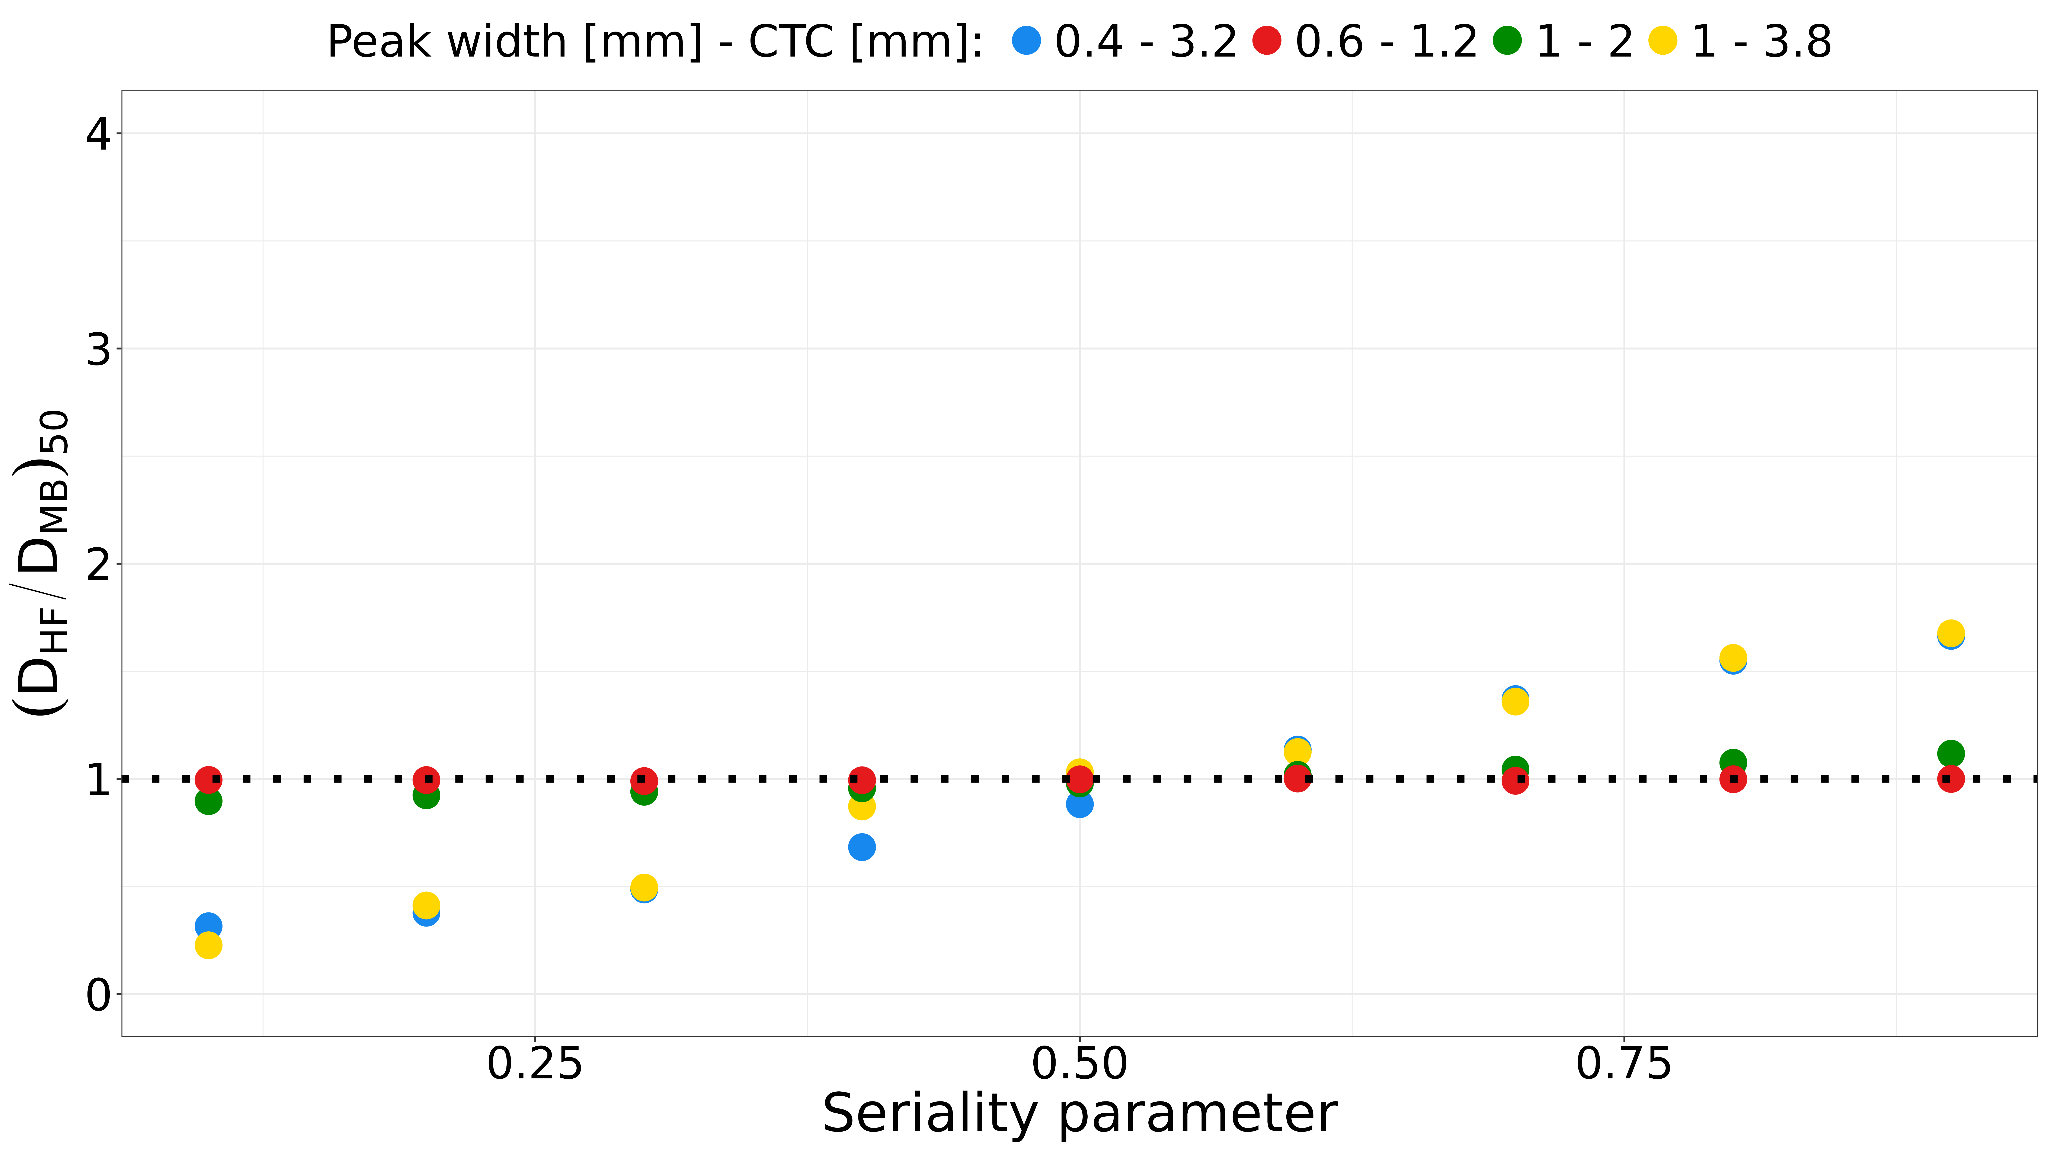 Peak width [mm] - CTC [mm]: 0.4 - 3.2 0.6 - 1.2 1 - 2 1 - 3.8
(D_HF / D_MB)_50
4
3
2
1
0
0.25 0.50 0.75
Seriality parameter